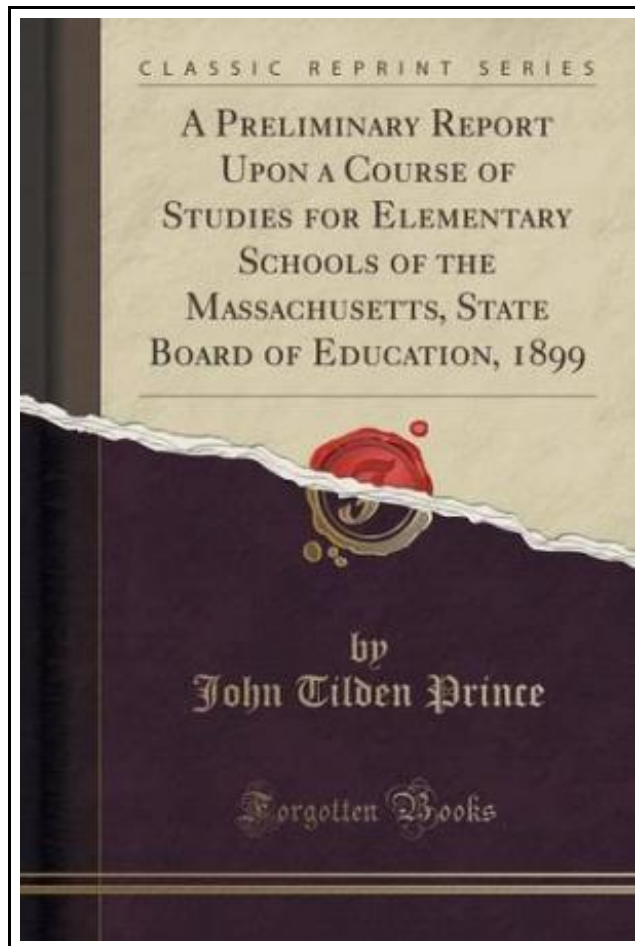 CLASSIC REPRINT SERIES
A PRELIMINARY REPORT
UPON A COURSE OF
STUDIES FOR ELEMENTARY
SCHOOLS OF THE
MASSACHUSETTS, STATE
BOARD OF EDUCATION, 1899
by
John Tilden Prince
Forgotten Books